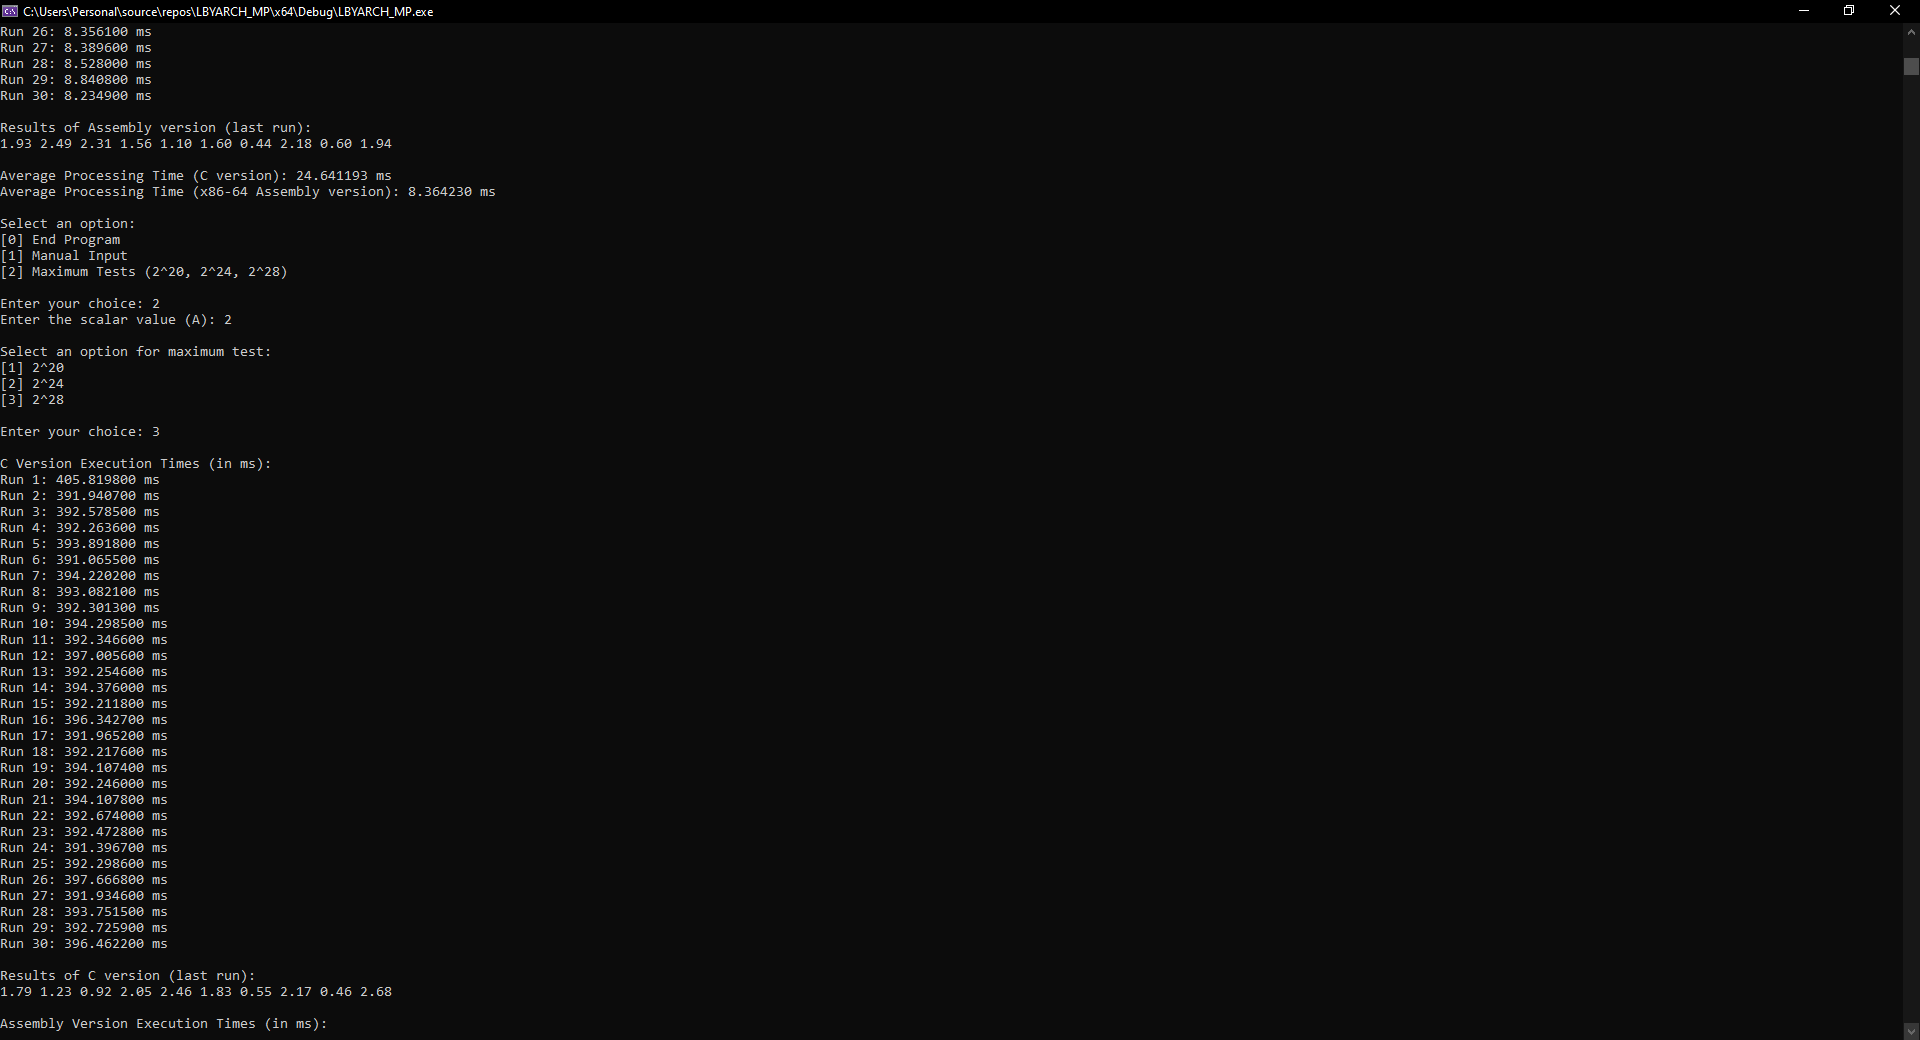 C:\Users\Personal\source\repos\LBYARCH_MP\x64\Debug\LBYARCH_MP.exe
Run 26: 8.356100 ms
Run 27: 8.389600 ms
Run 28: 8.528000 ms
Run 29: 8.840800 ms
Run 30: 8.234900 ms
Results of Assembly version (last run):
1.93 2.49 2.31 1.56 1.10 1.60 0.44 2.18 0.60 1.94
Average Processing Time (C version): 24.641193 ms
Average Processing Time (x86-64 Assembly version): 8.364230 ms
Select an option:
[0] End Program
[1] Manual Input
[2] Maximum Tests (2^20, 2^24, 2^28)
Enter your choice: 2
Enter the scalar value (A): 2
Select an option for maximum test:
[1] 2^20
[2] 2^24
[3] 2^28
Enter your choice: 3
C Version Execution Times (in ms):
Run 1: 405.819800 ms
Run 2: 391.940700 ms
Run 3: 392.578500 ms
Run 4: 392.263600 ms
Run 5: 393.891800 ms
Run 6: 391.065500 ms
Run 7: 394.220200 ms
Run 8: 393.082100 ms
Run 9: 392.301300 ms
Run 10: 394.298500 ms
Run 11: 392.346600 ms
Run 12: 397.005600 ms
Run 13: 392.254600 ms
Run 14: 394.376000 ms
Run 15: 392.211800 ms
Run 16: 396.342700 ms
Run 17: 391.965200 ms
Run 18: 392.217600 ms
Run 19: 394.107400 ms
Run 20: 392.246000 ms
Run 21: 394.107800 ms
Run 22: 392.674000 ms
Run 23: 392.472800 ms
Run 24: 391.396700 ms
Run 25: 392.298600 ms
Run 26: 397.666800 ms
Run 27: 391.934600 ms
Run 28: 393.751500 ms
Run 29: 392.725900 ms
Run 30: 396.462200 ms
Results of C version (last run):
1.79 1.23 0.92 2.05 2.46 1.83 0.55 2.17 0.46 2.68
Assembly Version Execution Times (in ms):